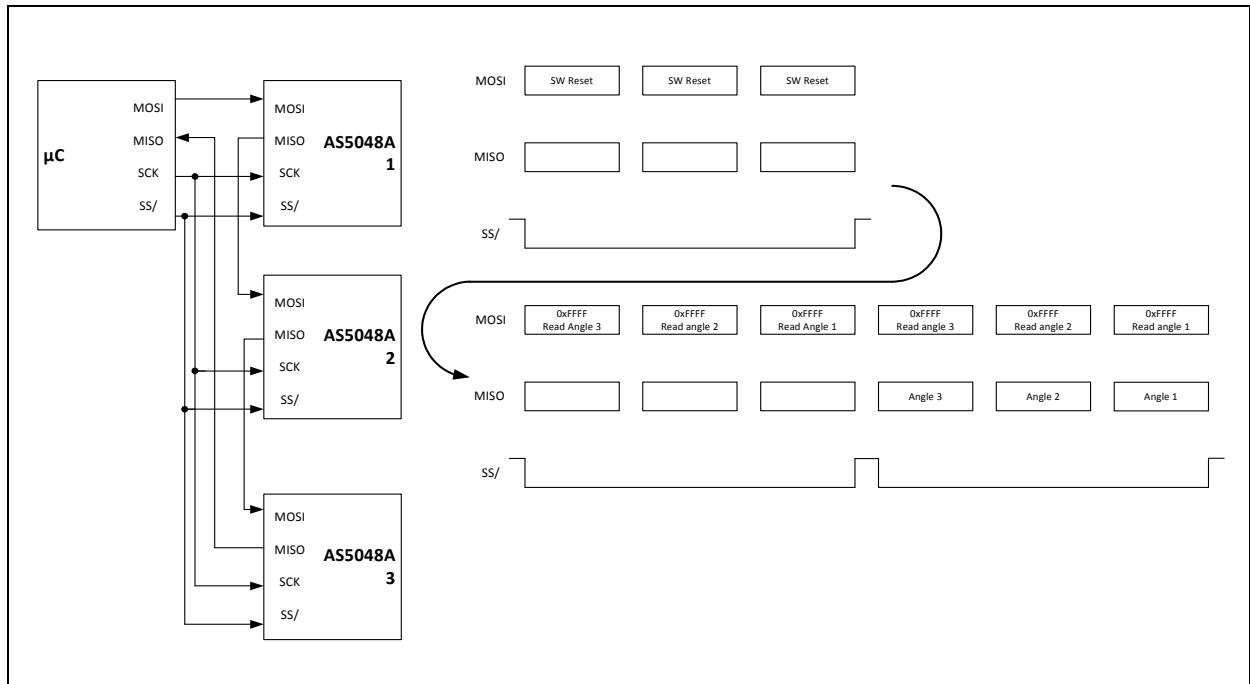 µC
MOSI
MISO
SCK
SS/
MOSI
MISO
SCK
SS/
AS5048A
1
MOSI
MISO
SCK
SS/
AS5048A
2
MOSI
MISO
SCK
SS/
AS5048A
3
MOSI
SW Reset
SW Reset
SW Reset
MISO
SS/
MOSI
0xFFFF
Read Angle 3
0xFFFF
Read angle 2
0xFFFF
Read Angle 1
0xFFFF
Read angle 3
0xFFFF
Read angle 2
0xFFFF
Read angle 1
MISO
Angle 3
Angle 2
Angle 1
SS/